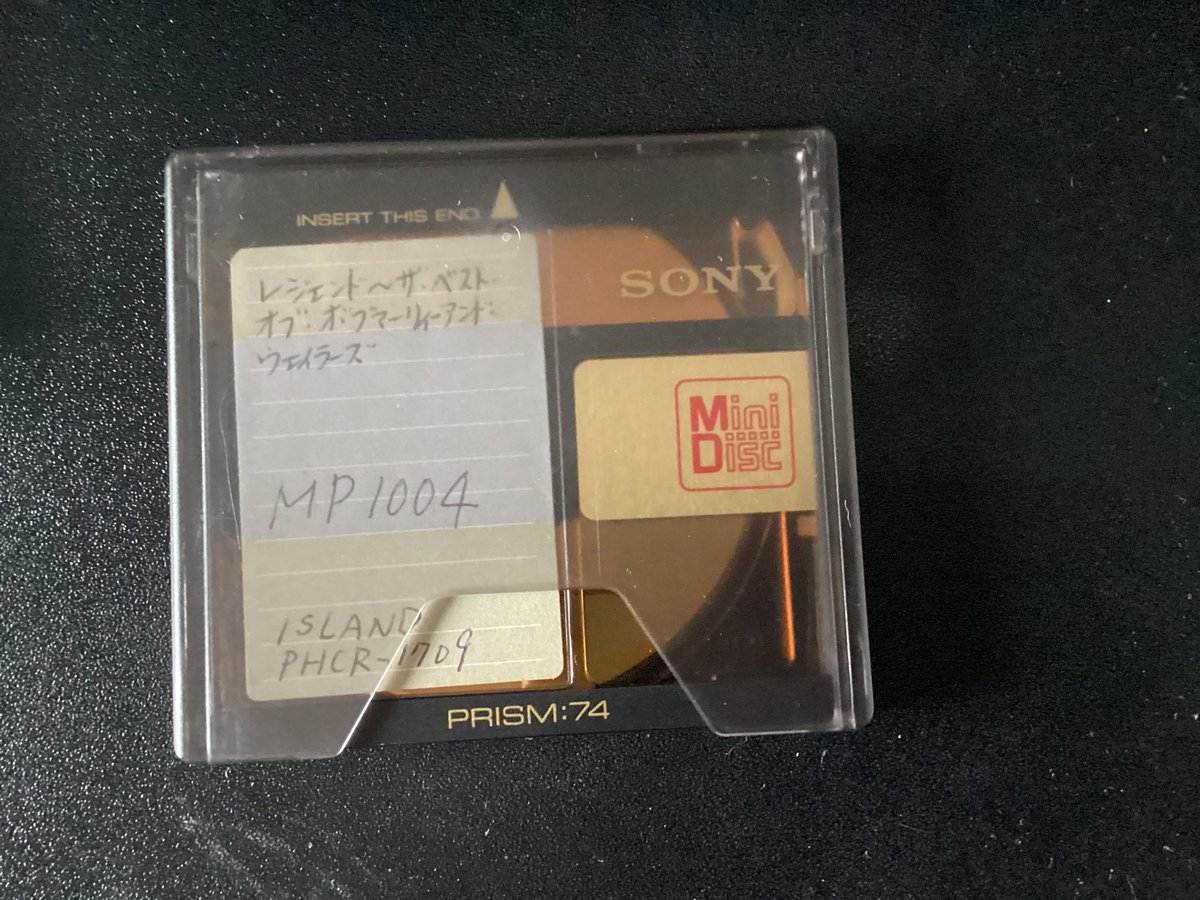 INSERT THIS END
レジェンド〜ザ・ベスト・
オブ・ボブマーリィーアンド・
ウェイラーズ
MP1004
ISLAND
PHCR-1709
SONY
Mini
Disc
PRISM:74